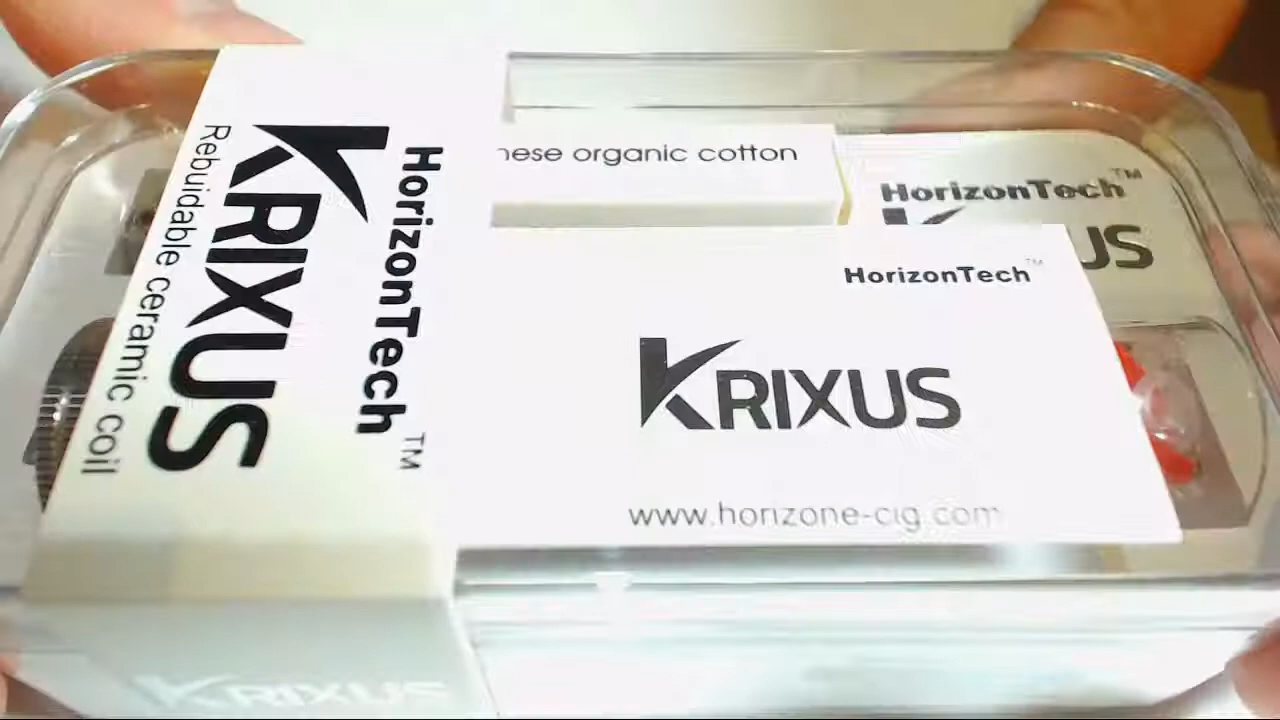 HorizonTech™
KRIXUS
Rebuidable ceramic coil
nese organic cotton
HorizonTech™
US
HorizonTech™
KRIXUS
www.horizone-cig.com
KRIXUS